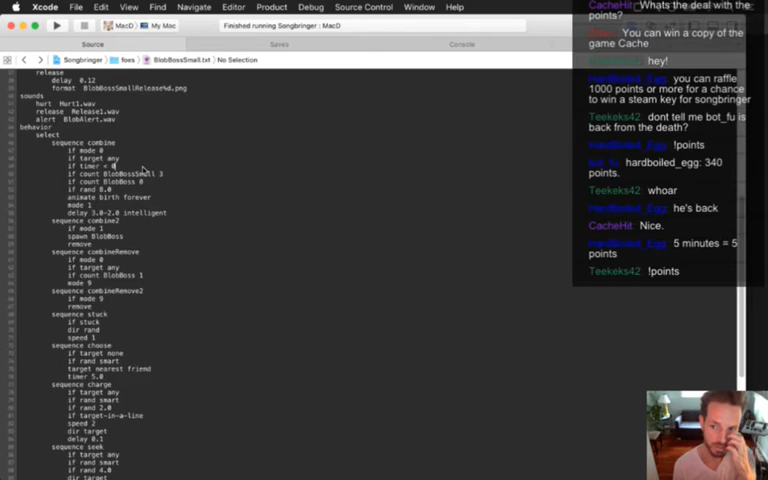 Xcode File Edit View Find Navigate Editor Product Debug Source Control Window Help
MacD My Mac
Finished running Songbringer : MacD
Source
Saves
Console
Songbringer foes BlobBossSmall.txt No Selection
release
delay 0.12
format BlobBossSmallRelease%d.png
sounds
hurt Hurt1.wav
release Release1.wav
alert BlobAlert.wav
behavior
select
sequence combine
if mode 0
if target any
if timer < 0
if count BlobBossSmall 3
if count BlobBoss 0
if rand 8.0
animate birth forever
mode 1
delay 3.0-2.0 intelligent
sequence combine2
if mode 1
spawn BlobBoss
remove
sequence combineRemove
if mode 0
if target any
if count BlobBoss 1
mode 9
sequence combineRemove2
if mode 9
remove
sequence stuck
if stuck
dir rand
speed 1
sequence choose
if target none
if rand smart
target nearest friend
timer 5.0
sequence charge
if target any
if rand smart
if rand 2.0
if target-in-a-line
speed 2
dir target
delay 0.1
sequence seek
if target any
if rand smart
if rand 4.0
dir target
CacheHit Whats the deal with the
points?
You can win a copy of the
game Cache
hey!
HardBoiled_Egg: you can raffle
1000 points or more for a chance
to win a steam key for songbringer
Teekeks42 dont tell me bot_fu is
back from the death?
HardBoiled_Egg: !points
bot_fu: hardboiled_egg: 340
points.
Teekeks42 whoar
HardBoiled_Egg: he's back
CacheHit: Nice.
HardBoiled_Egg: 5 minutes = 5
points
Teekeks42 !points